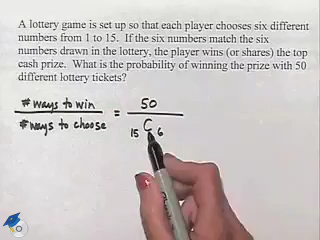 A lottery game is set up so that each player chooses six different
numbers from 1 to 15. If the six numbers match the six
numbers drawn in the lottery, the player wins (or shares) the top
cash prize. What is the probability of winning the prize with 50
different lottery tickets?
# ways to win / # ways to choose = 50 / 15 C 6